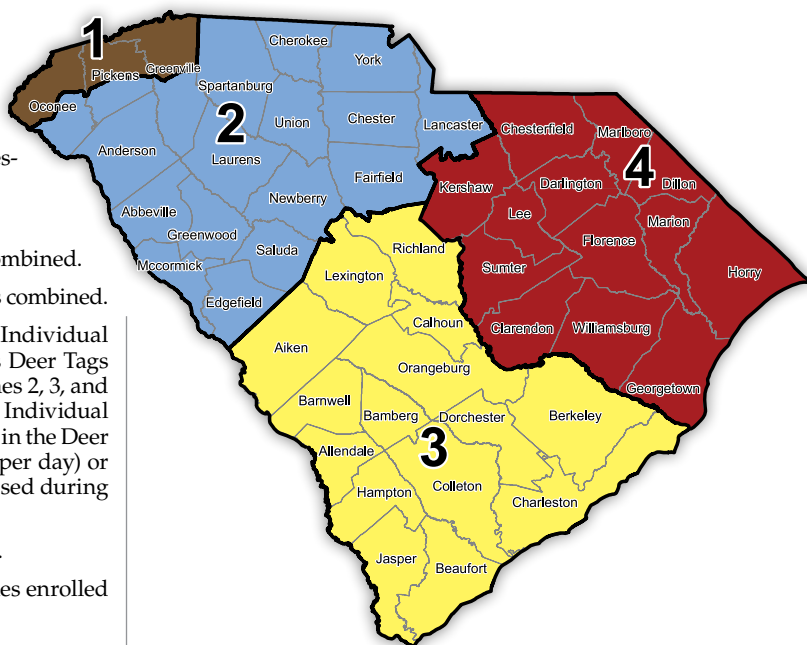 es-
ombined.
s combined.
Individual
s Deer Tags
nes 2, 3, and
Individual
in the Deer
per day) or
sed during
.
es enrolled
1
Pickens
Greenville
Oconee
2
Cherokee
York
Spartanburg
Union
Chester
Lancaster
Anderson
Laurens
Fairfield
Newberry
Abbeville
Greenwood
Saluda
Mccormick
Edgefield
4
Chesterfield
Marlboro
Darlington
Dillon
Kershaw
Lee
Marion
Florence
Sumter
Horry
Clarendon
Williamsburg
Georgetown
3
Richland
Lexington
Calhoun
Aiken
Orangeburg
Barnwell
Bamberg
Dorchester
Berkeley
Allendale
Hampton
Colleton
Charleston
Jasper
Beaufort